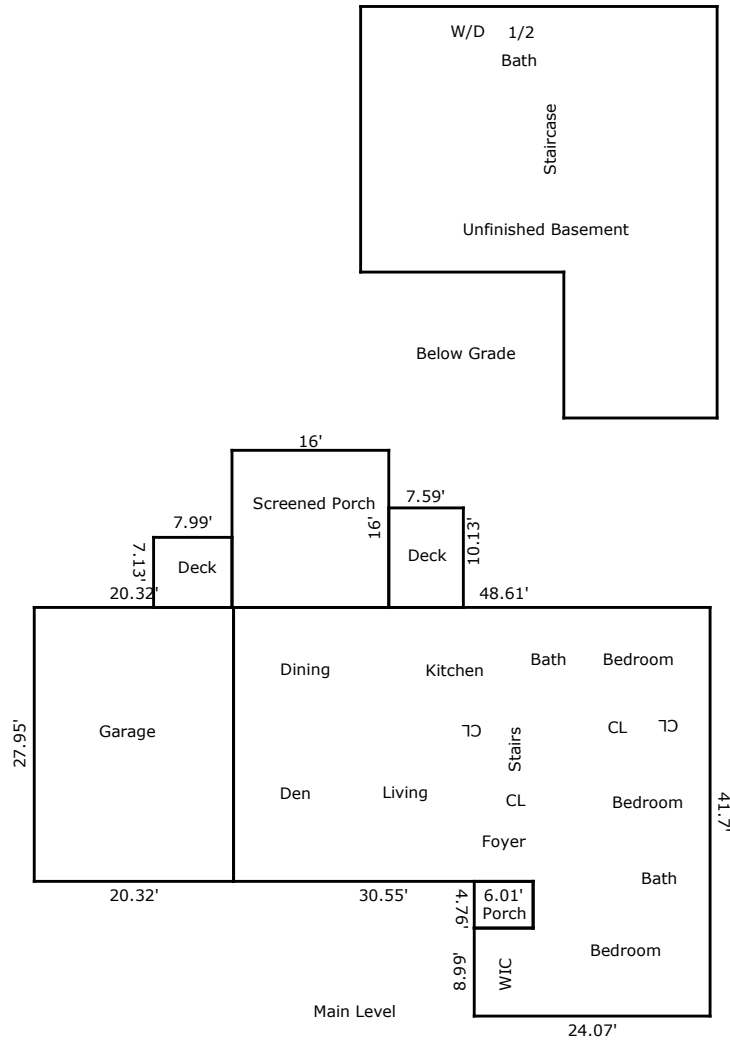 W/D 1/2
Bath
Staircase
Unfinished Basement
Below Grade
16'
Screened Porch
7.59'
7.99'
16'
10.13'
7.13'
Deck
Deck
20.32'
48.61'
Dining
Kitchen
Bath
Bedroom
27.95'
Garage
CL
Stairs
CL
CL
Den
Living
CL
Bedroom
41.7'
Foyer
Bath
20.32'
30.55'
4.76'
6.01'
Porch
8.99'
WIC
Bedroom
Main Level
24.07'